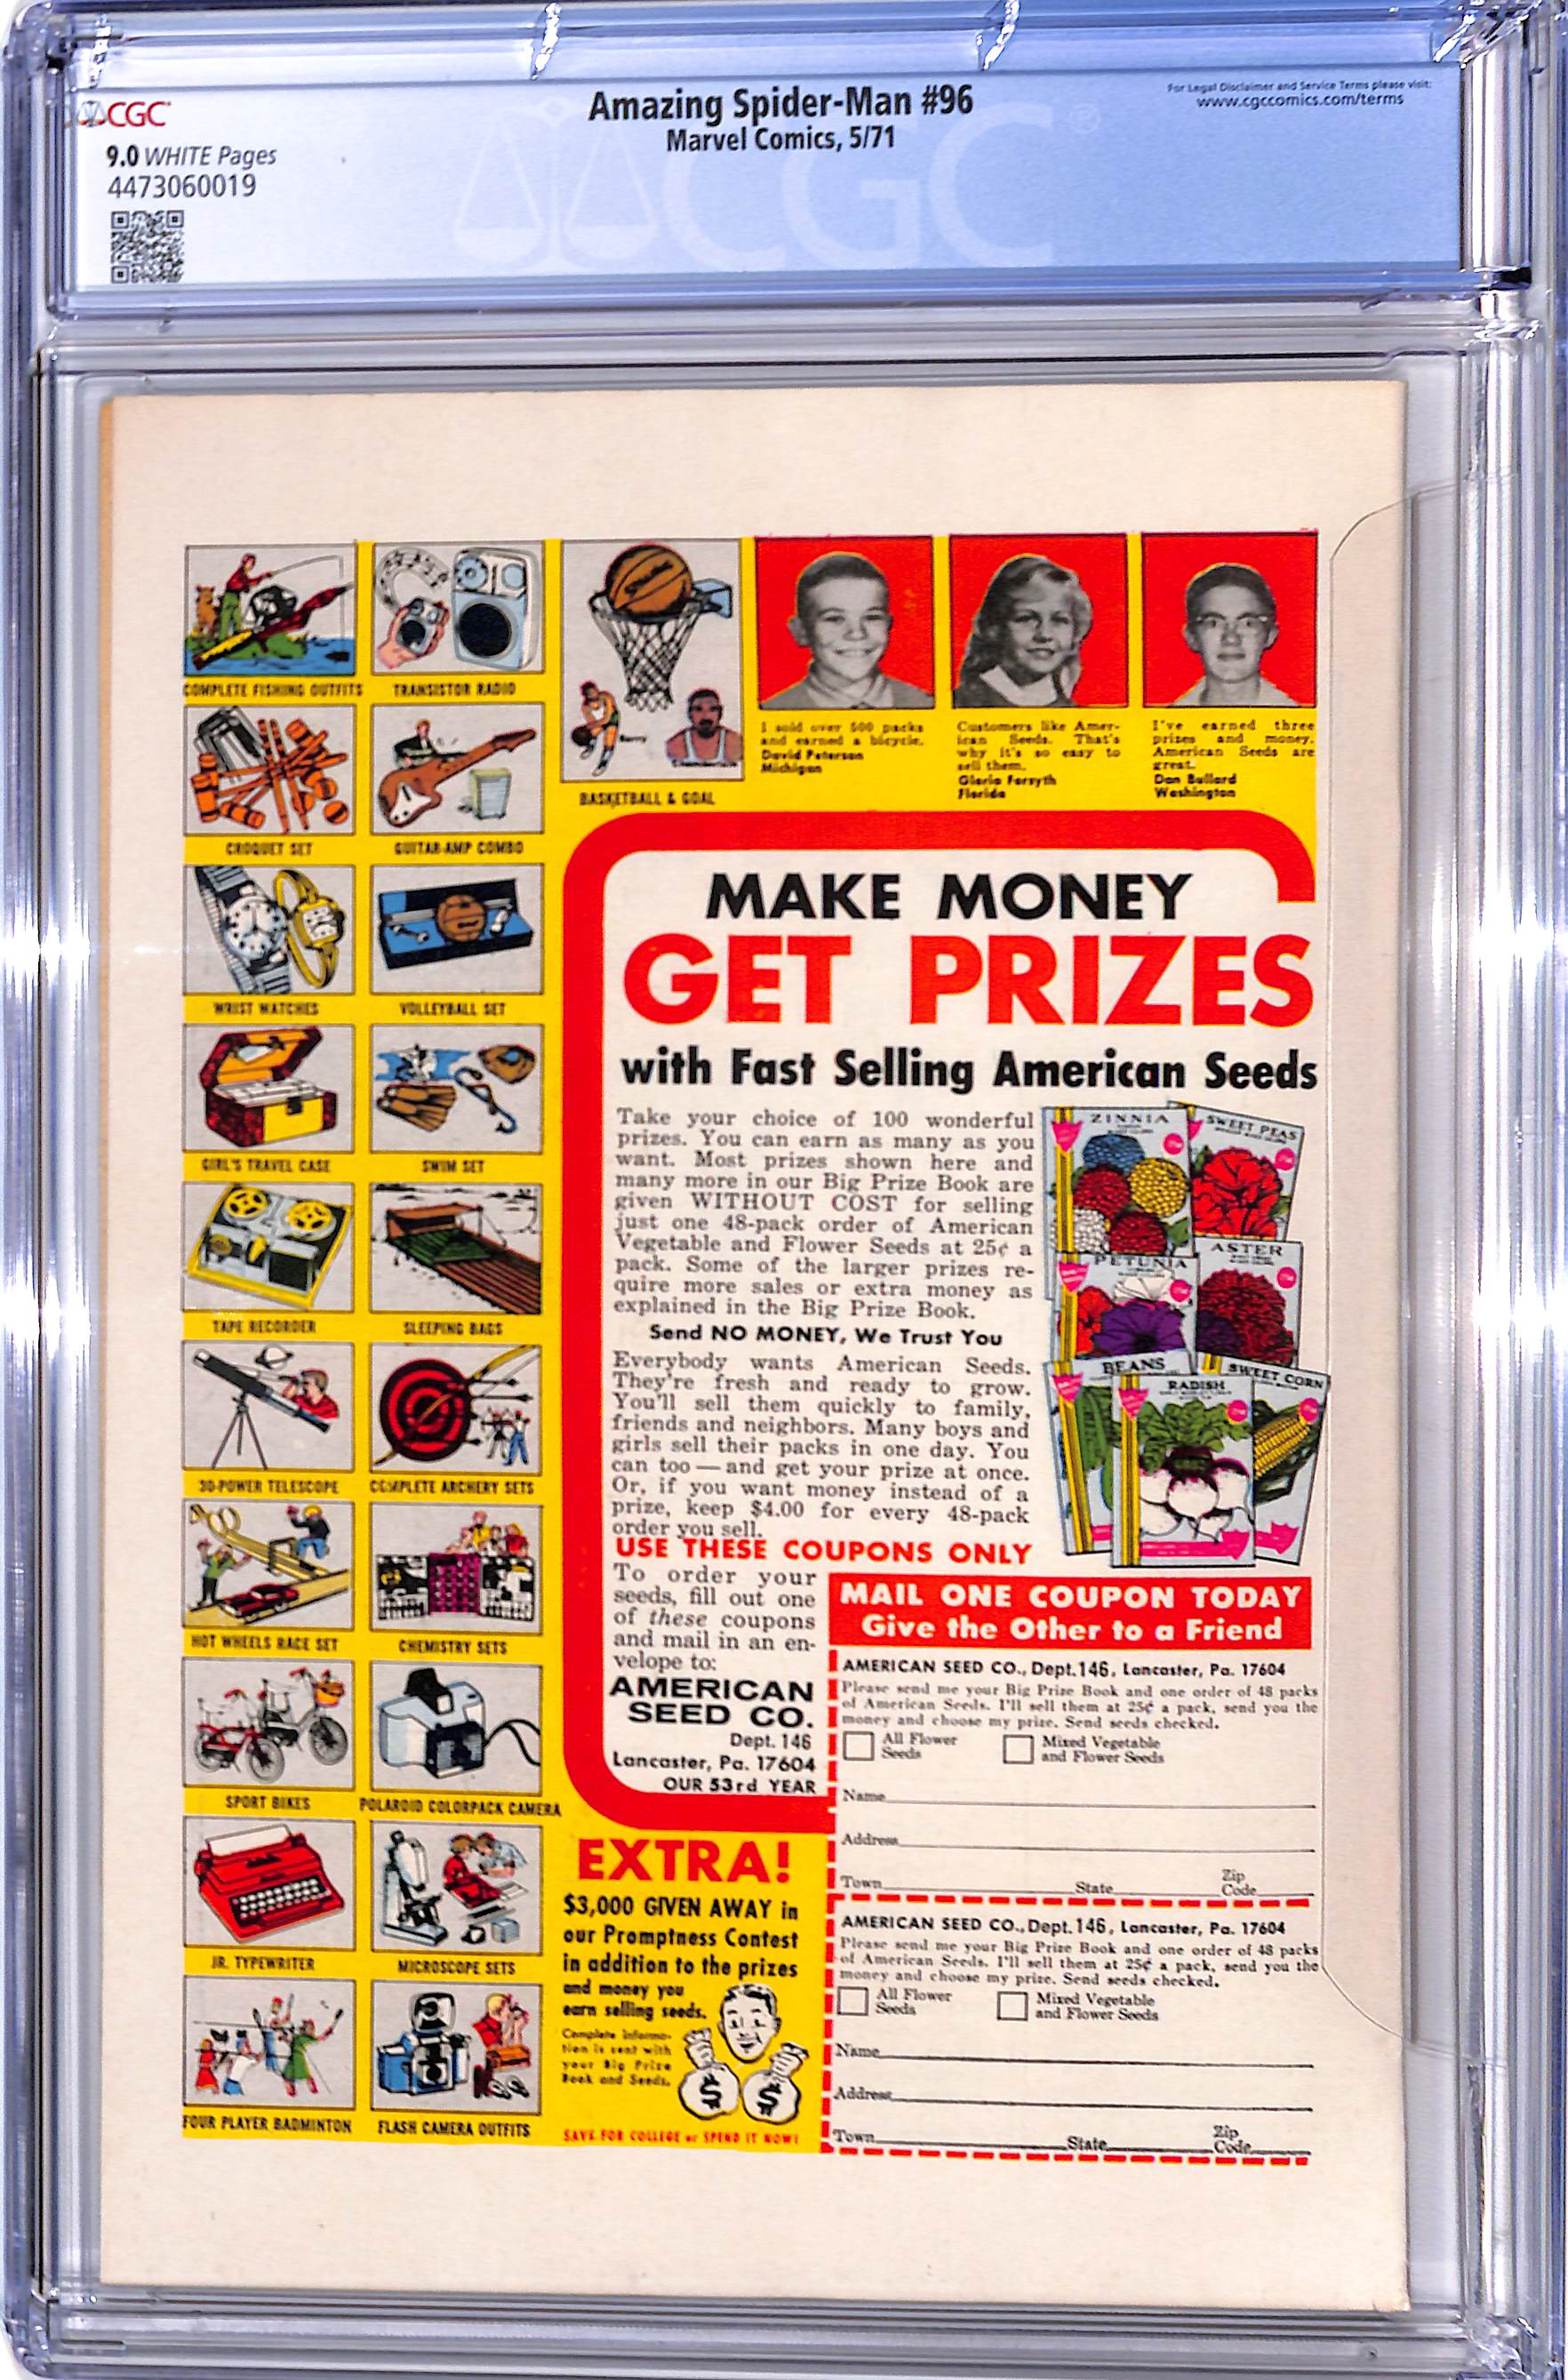 CGC
9.0 WHITE Pages
4473060019
Amazing Spider-Man #96
Marvel Comics, 5/71
For Legal Disclaimer and Service Terms please visit:
www.cgccomics.com/terms
CGC
COMPLETE FISHING OUTFITS
TRANSISTOR RADIO
CROQUET SET
GUITAR-AMP COMBO
BASKETBALL & GOAL
WRIST WATCHES
VOLLEYBALL SET
GIRL'S TRAVEL CASE
SWIM SET
TAPE RECORDER
SLEEPING BAGS
30-POWER TELESCOPE
COMPLETE ARCHERY SETS
HOT WHEELS RACE SET
CHEMISTRY SETS
SPORT BIKES
POLAROID COLORPACK CAMERA
JR. TYPEWRITER
MICROSCOPE SETS
FOUR PLAYER BADMINTON
FLASH CAMERA OUTFITS
I sold over 500 packs
and earned a bicycle.
David Peterson
Michigan
Customers like Amer-
ican Seeds. That's
why it's so easy to
sell them.
Gloria Forsyth
Florida
I've earned three
prizes and money.
American Seeds are
great.
Dan Bullard
Washington
MAKE MONEY
GET PRIZES
with Fast Selling American Seeds
Take your choice of 100 wonderful
prizes. You can earn as many as you
want. Most prizes shown here and
many more in our Big Prize Book are
given WITHOUT COST for selling
just one 48-pack order of American
Vegetable and Flower Seeds at 25¢ a
pack. Some of the larger prizes re-
quire more sales or extra money as
explained in the Big Prize Book.
Send NO MONEY, We Trust You
Everybody wants American Seeds.
They're fresh and ready to grow.
You'll sell them quickly to family,
friends and neighbors. Many boys and
girls sell their packs in one day. You
can too — and get your prize at once.
Or, if you want money instead of a
prize, keep $4.00 for every 48-pack
order you sell.
ZINNIA
SWEET PEAS
PETUNIA
ASTER
BEANS
RADISH
SWEET CORN
USE THESE COUPONS ONLY
To order your
seeds, fill out one
of these coupons
and mail in an en-
velope to:
AMERICAN
SEED CO.
Dept. 146
Lancaster, Pa. 17604
OUR 53rd YEAR
EXTRA!
$3,000 GIVEN AWAY in
our Promptness Contest
in addition to the prizes
and money you
earn selling seeds.
Complete informa-
tion is sent with
your Big Prize
Book and Seeds.
$ $
SAVE FOR COLLEGE or SPEND IT NOW!
MAIL ONE COUPON TODAY
Give the Other to a Friend
AMERICAN SEED CO., Dept.146, Lancaster, Pa. 17604
Please send me your Big Prize Book and one order of 48 packs
of American Seeds. I'll sell them at 25¢ a pack, send you the
money and choose my prize. Send seeds checked.
All Flower
Seeds
Mixed Vegetable
and Flower Seeds
Name
Address
Town State Zip
Code
AMERICAN SEED CO., Dept.146, Lancaster, Pa. 17604
Please send me your Big Prize Book and one order of 48 packs
of American Seeds. I'll sell them at 25¢ a pack, send you the
money and choose my prize. Send seeds checked.
All Flower
Seeds
Mixed Vegetable
and Flower Seeds
Name
Address
Town State Zip
Code